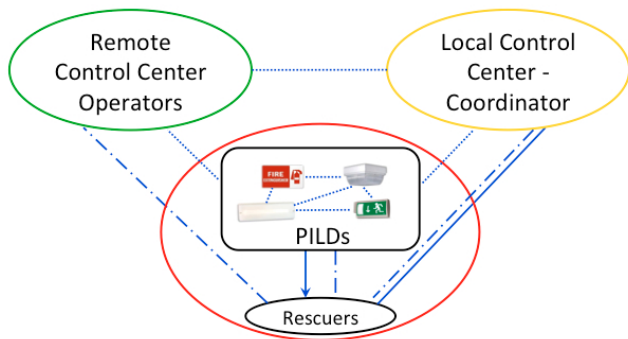 Remote
Control Center
Operators
Local Control
Center -
Coordinator
FIRE
PILDs
Rescuers